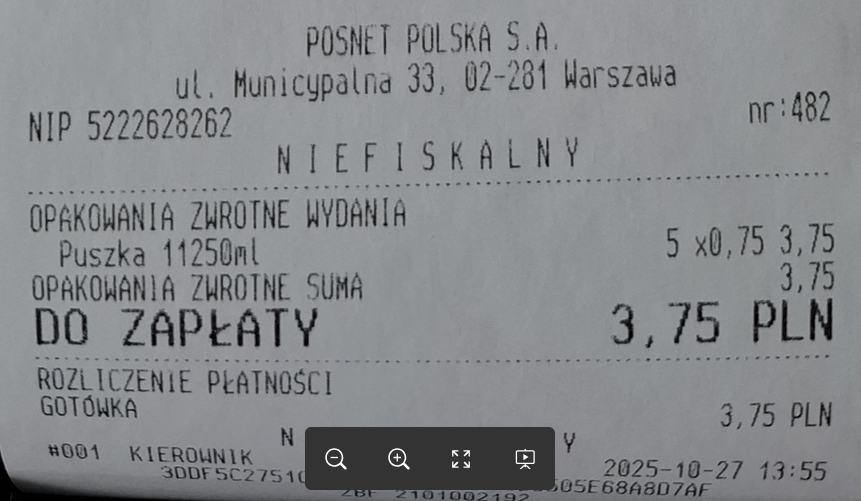 POSNET POLSKA S.A.
ul. Municypalna 33, 02-281 Warszawa
NIP 5222628262 nr:482
N I E F I S K A L N Y
OPAKOWANIA ZWROTNE WYDANIA
Puszka 11250ml 5 x0,75 3,75
OPAKOWANIA ZWROTNE SUMA 3,75
DO ZAPŁATY 3,75 PLN
ROZLICZENIE PŁATNOŚCI
GOTÓWKA 3,75 PLN
N Y
#001 KIEROWNIK 2025-10-27 13:55